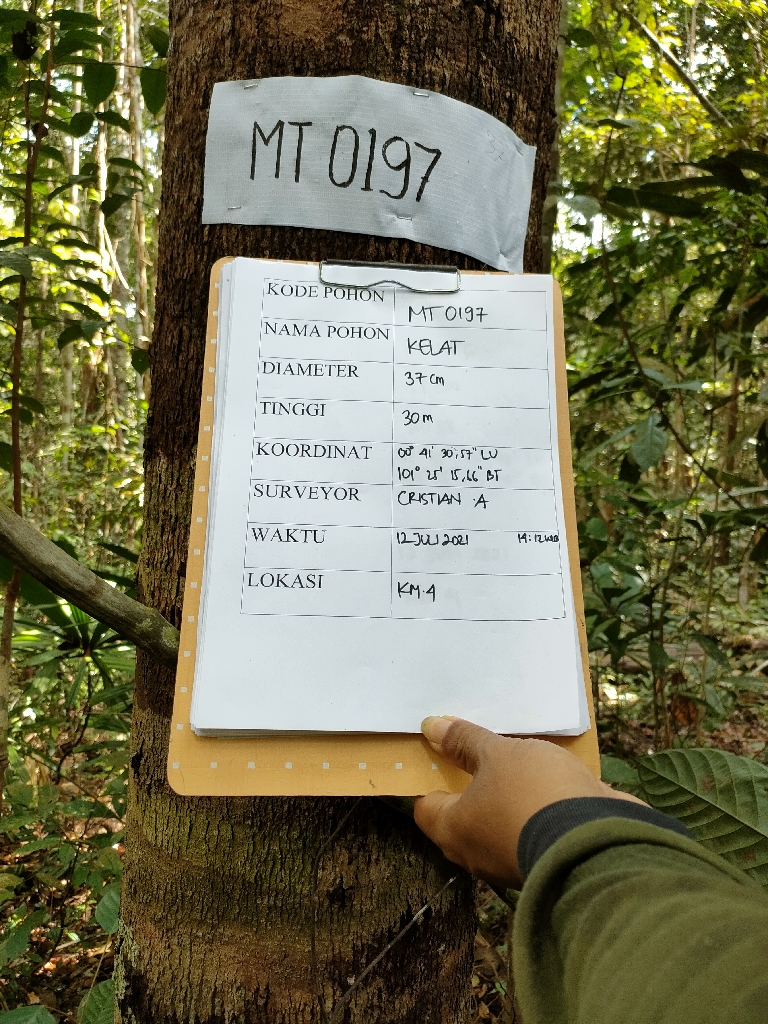 MT 0197
KODE POHON MT 0197
NAMA POHON KELAT
DIAMETER 37 cm
TINGGI 30 m
KOORDINAT 00° 41' 30,57" LU
101° 25' 15,66" BT
SURVEYOR CRISTIAN .A
WAKTU 12 JULI 2021 14:12 WIB
LOKASI KM.4